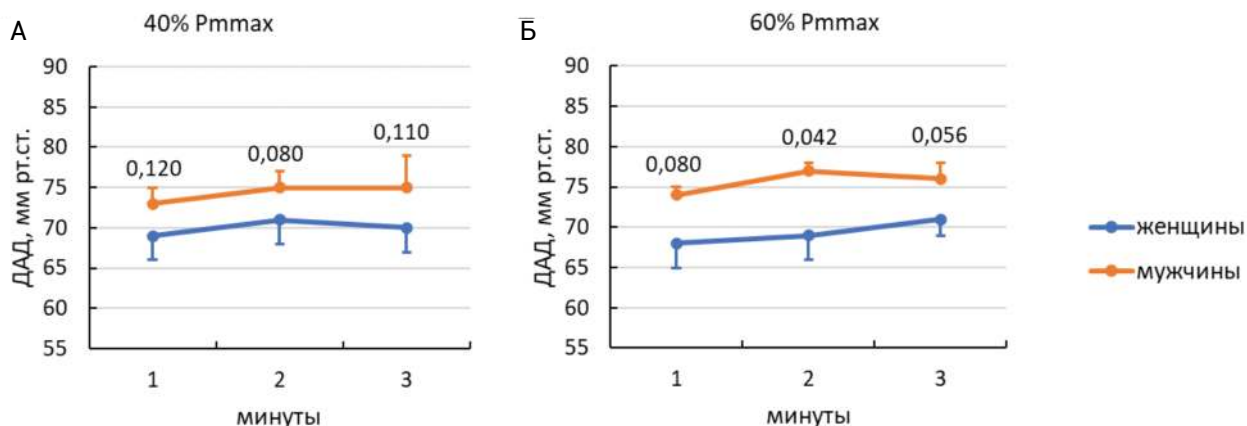 А
40% Pmmax
ДАД, мм рт.ст.
90
85
80
75
70
65
60
55
0,120
0,080
0,110
1
2
3
минуты
Б
60% Pmmax
ДАД, мм рт.ст.
90
85
80
75
70
65
60
55
0,080
0,042
0,056
1
2
3
минуты
женщины
мужчины